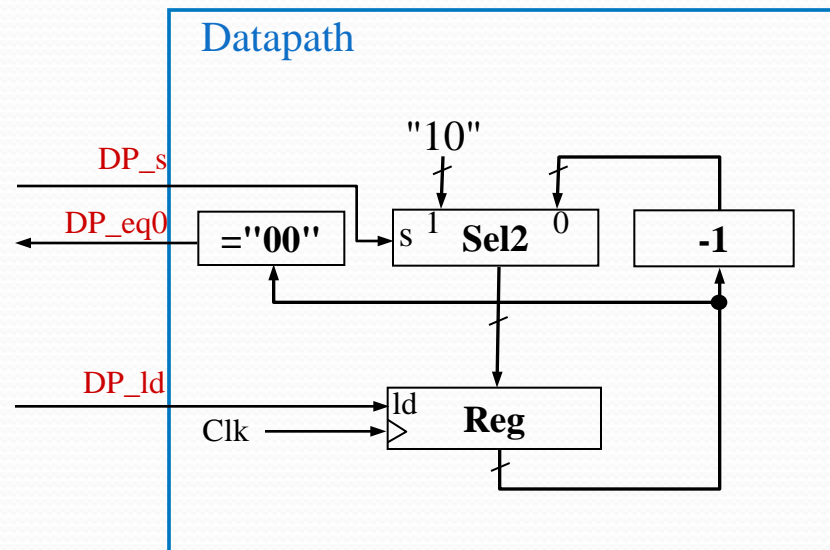 Datapath
"10"
DP_s
DP_eq0
="00"
s 1 Sel2 0
-1
DP_ld
ld
Clk
Reg